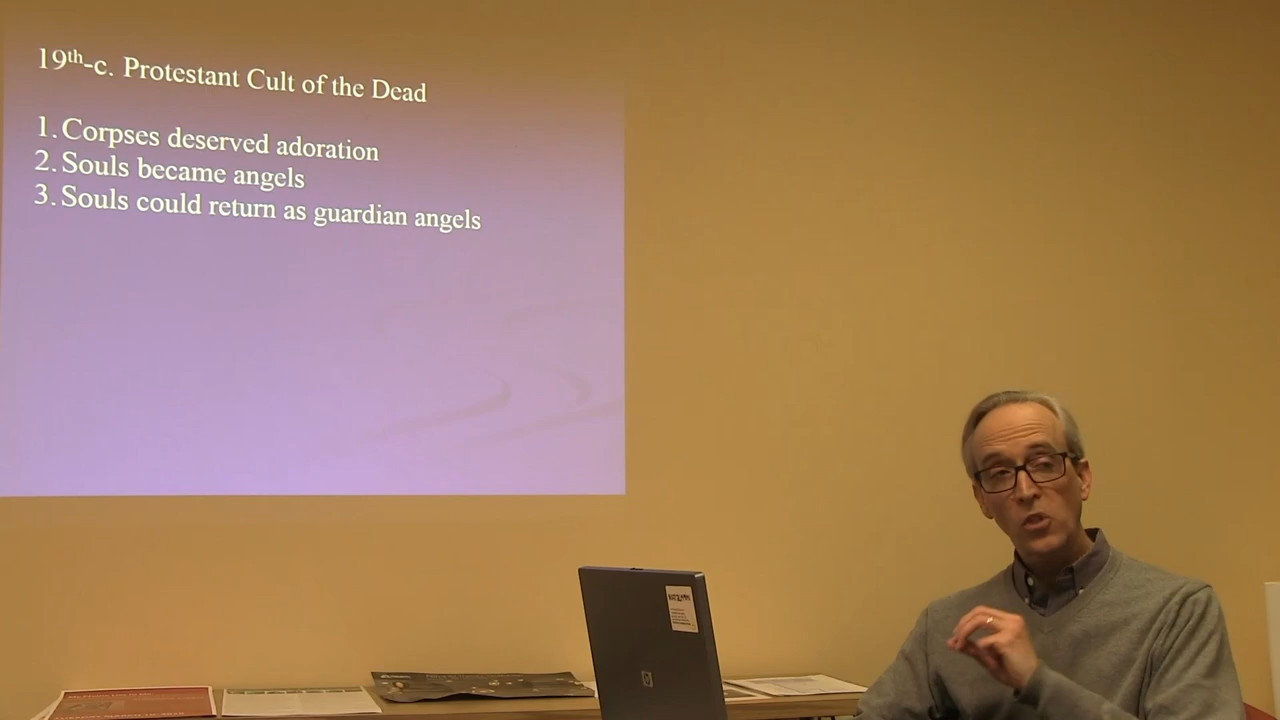 19th-c. Protestant Cult of the Dead
1. Corpses deserved adoration
2. Souls became angels
3. Souls could return as guardian angels
hp